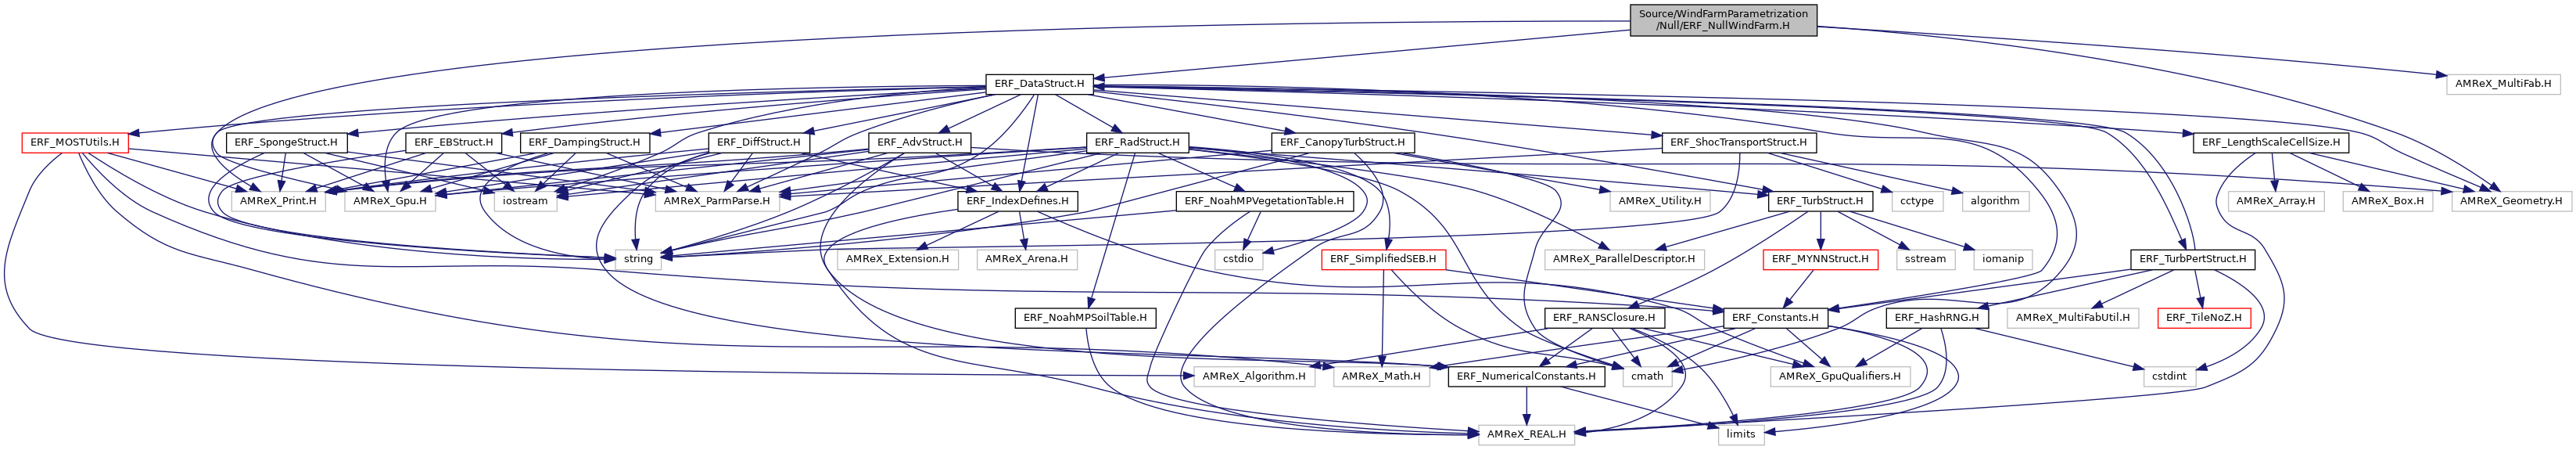 Source/WindFarmParametrization
/Null/ERF_NullWindFarm.H
ERF_DataStruct.H
AMReX_MultiFab.H
ERF_MOSTUtils.H
ERF_SpongeStruct.H
ERF_EBStruct.H
ERF_DampingStruct.H
ERF_DiffStruct.H
ERF_AdvStruct.H
ERF_RadStruct.H
ERF_CanopyTurbStruct.H
ERF_ShocTransportStruct.H
ERF_LengthScaleCellSize.H
AMReX_Print.H
AMReX_Gpu.H
iostream
AMReX_ParmParse.H
ERF_IndexDefines.H
ERF_NoahMPVegetationTable.H
AMReX_Utility.H
ERF_TurbStruct.H
cctype
algorithm
AMReX_Array.H
AMReX_Box.H
AMReX_Geometry.H
string
AMReX_Extension.H
AMReX_Arena.H
cstdio
ERF_SimplifiedSEB.H
AMReX_ParallelDescriptor.H
ERF_MYNNStruct.H
sstream
iomanip
ERF_TurbPertStruct.H
ERF_NoahMPSoilTable.H
ERF_RANSClosure.H
ERF_Constants.H
ERF_HashRNG.H
AMReX_MultiFabUtil.H
ERF_TileNoZ.H
AMReX_Algorithm.H
AMReX_Math.H
ERF_NumericalConstants.H
cmath
AMReX_GpuQualifiers.H
cstdint
AMReX_REAL.H
limits